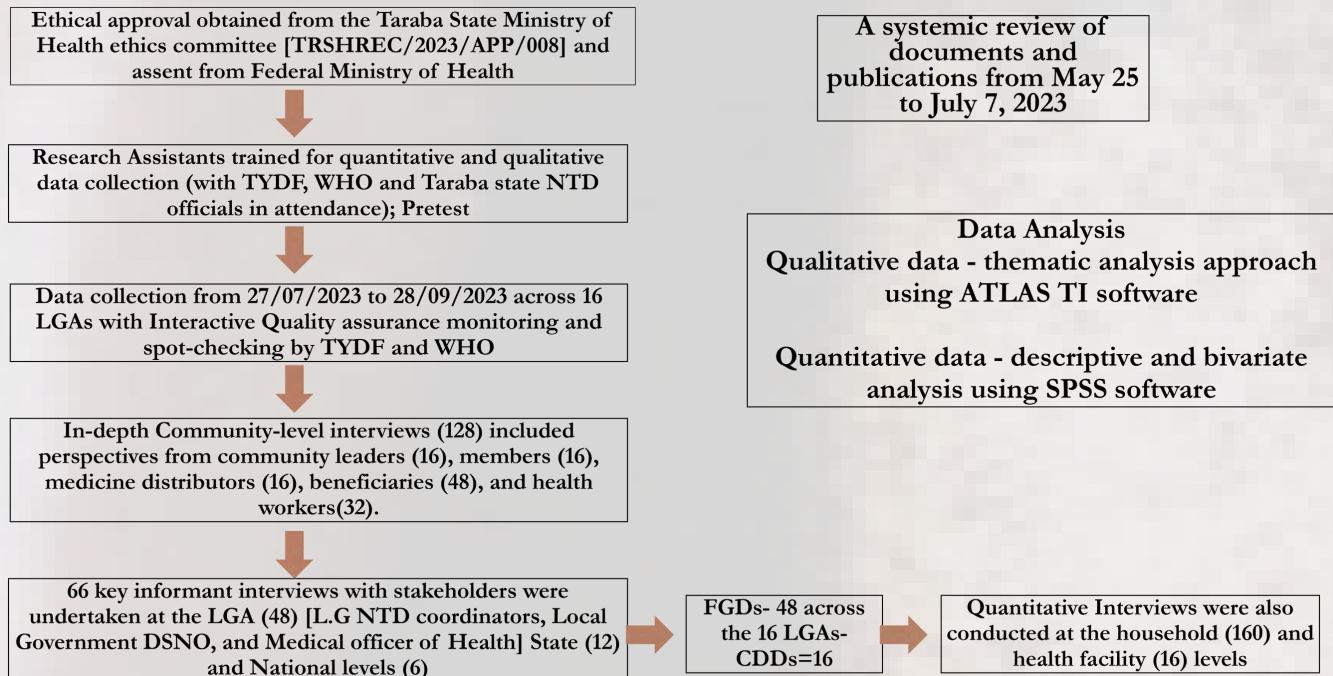 Ethical approval obtained from the Taraba State Ministry of
Health ethics committee [TRSHREC/2023/APP/008] and
assent from Federal Ministry of Health
Research Assistants trained for quantitative and qualitative
data collection (with TYDF, WHO and Taraba state NTD
officials in attendance); Pretest
Data collection from 27/07/2023 to 28/09/2023 across 16
LGAs with Interactive Quality assurance monitoring and
spot-checking by TYDF and WHO
In-depth Community-level interviews (128) included
perspectives from community leaders (16), members (16),
medicine distributors (16), beneficiaries (48), and health
workers(32).
66 key informant interviews with stakeholders were
undertaken at the LGA (48) [L.G NTD coordinators, Local
Government DSNO, and Medical officer of Health] State (12)
and National levels (6)
FGDs- 48 across
the 16 LGAs-
CDDs=16
Quantitative Interviews were also
conducted at the household (160) and
health facility (16) levels
A systemic review of
documents and
publications from May 25
to July 7, 2023
Data Analysis
Qualitative data - thematic analysis approach
using ATLAS TI software
Quantitative data - descriptive and bivariate
analysis using SPSS software